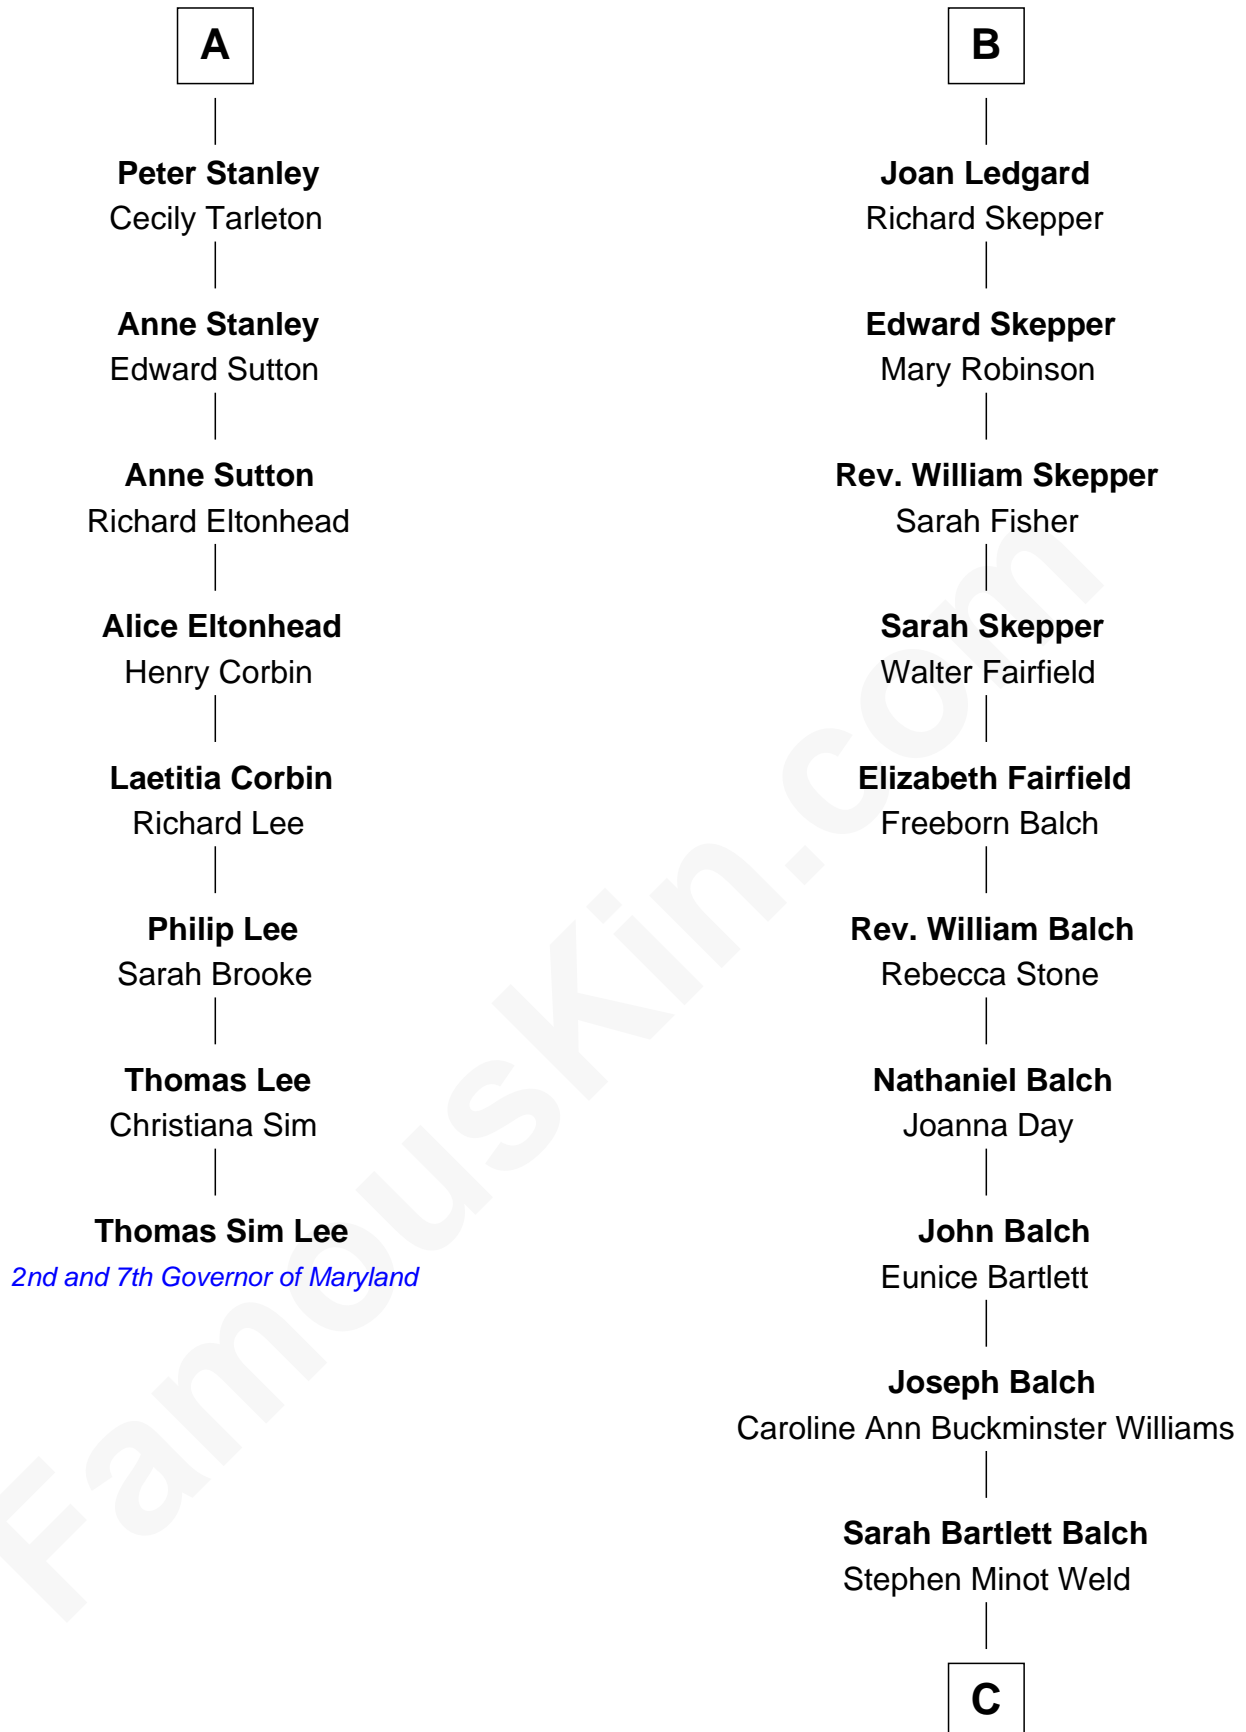 A
Peter Stanley
Cecily Tarleton
Anne Stanley
Edward Sutton
Anne Sutton
Richard Eltonhead
Alice Eltonhead
Henry Corbin
Laetitia Corbin
Richard Lee
Philip Lee
Sarah Brooke
Thomas Lee
Christiana Sim
Thomas Sim Lee
2nd and 7th Governor of Maryland
B
Joan Ledgard
Richard Skepper
Edward Skepper
Mary Robinson
Rev. William Skepper
Sarah Fisher
Sarah Skepper
Walter Fairfield
Elizabeth Fairfield
Freeborn Balch
Rev. William Balch
Rebecca Stone
Nathaniel Balch
Joanna Day
John Balch
Eunice Bartlett
Joseph Balch
Caroline Ann Buckminster Williams
Sarah Bartlett Balch
Stephen Minot Weld
C
FamousKin.com